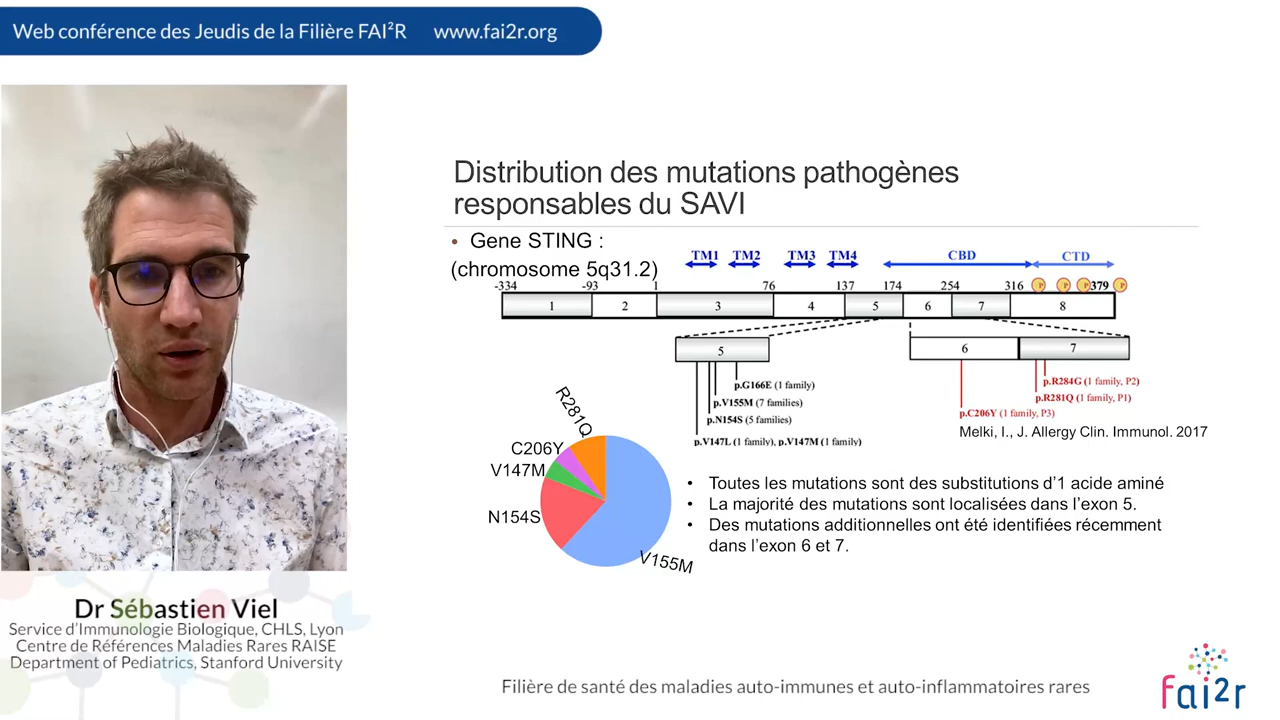 Web conférence des Jeudis de la Filière FAI²R www.fai2r.org
Distribution des mutations pathogènes
responsables du SAVI
• Gene STING :
(chromosome 5q31.2)
TM1 TM2 TM3 TM4 CBD CTD
-334 -93 1 76 137 174 254 316 P P P 379 P
1 2 3 4 5 6 7 8
5 6 7
p.G166E (1 family)
p.V155M (7 families)
p.N154S (5 families)
p.V147L (1 family), p.V147M (1 family)
p.R284G (1 family, P2)
p.R281Q (1 family, P1)
p.C206Y (1 family, P3)
Melki, I., J. Allergy Clin. Immunol. 2017
R281Q
C206Y
V147M
N154S
V155M
• Toutes les mutations sont des substitutions d’1 acide aminé
• La majorité des mutations sont localisées dans l’exon 5.
• Des mutations additionnelles ont été identifiées récemment
dans l’exon 6 et 7.
Dr Sébastien Viel
Service d’Immunologie Biologique, CHLS, Lyon
Centre de Références Maladies Rares RAISE
Department of Pediatrics, Stanford University
Filière de santé des maladies auto-immunes et auto-inflammatoires rares
fai2r